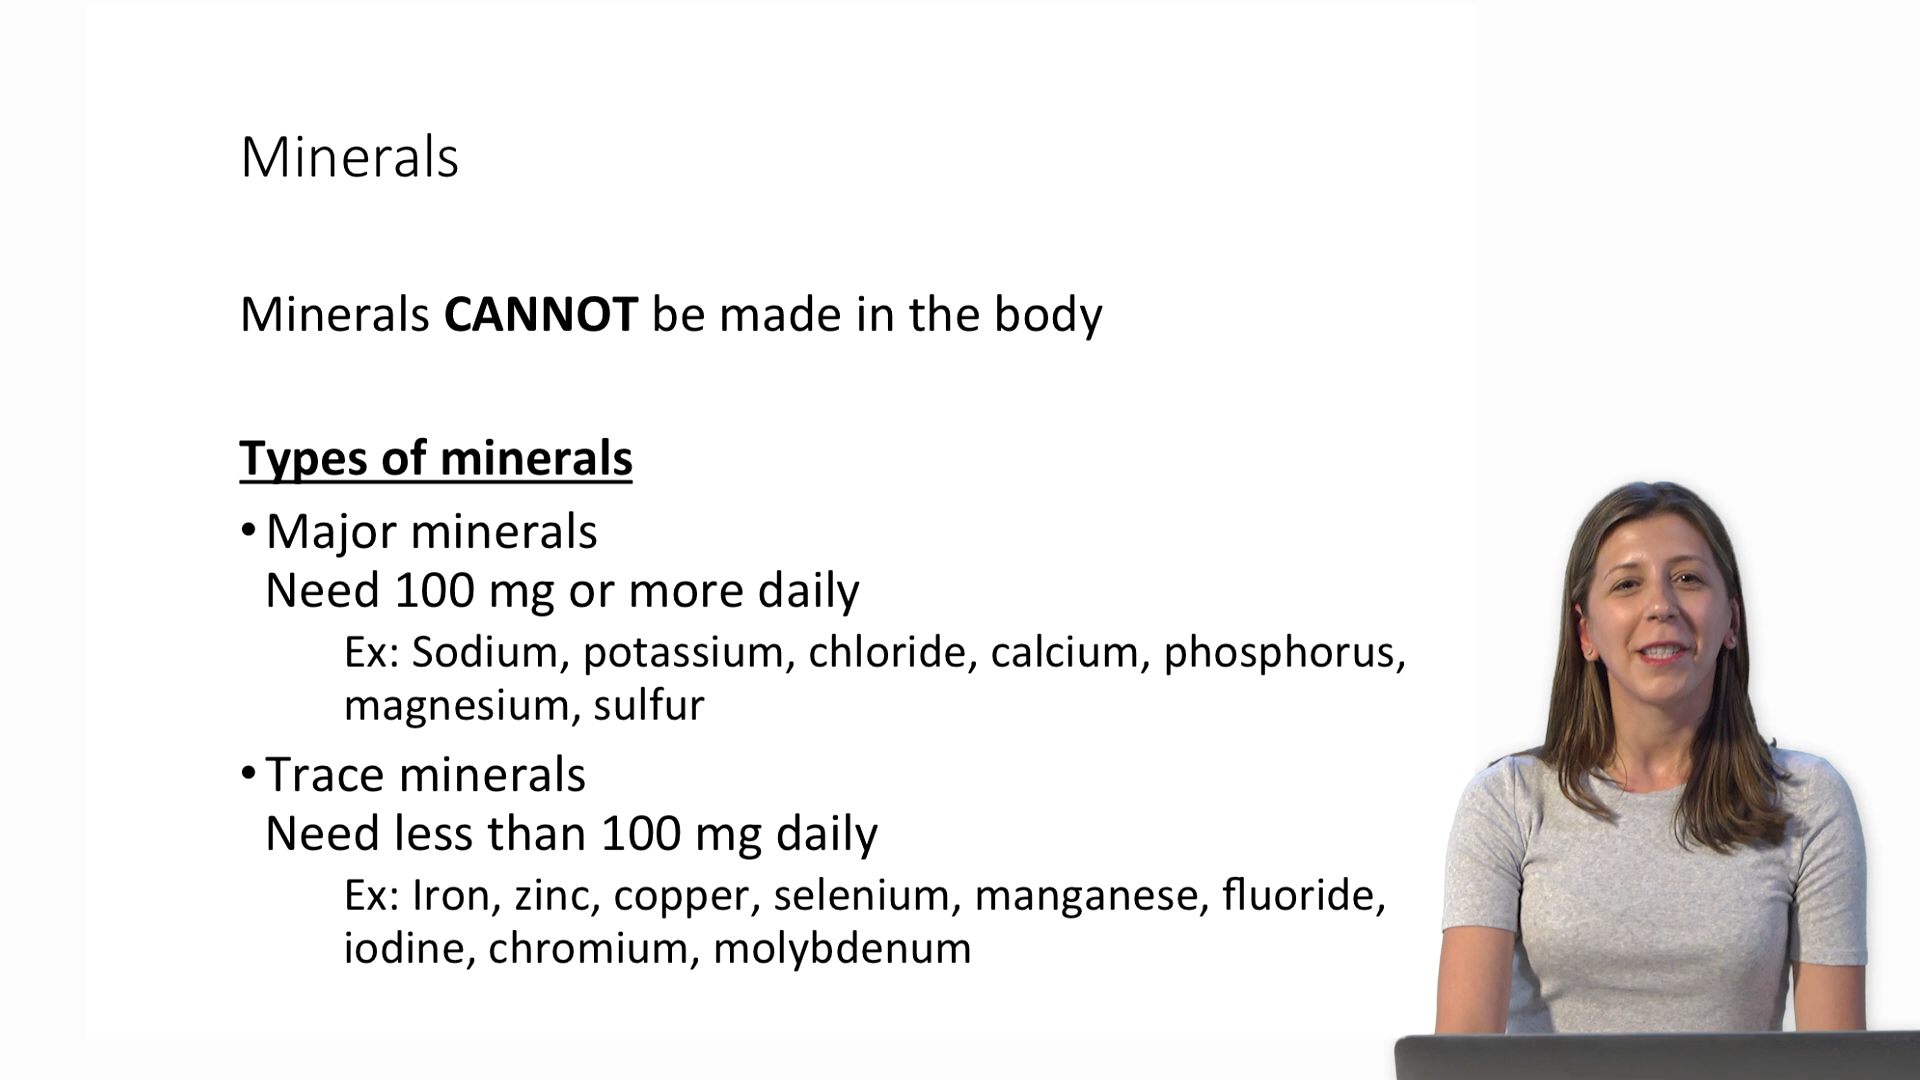 Minerals
Minerals CANNOT be made in the body
Types of minerals
• Major minerals
Need 100 mg or more daily
Ex: Sodium, potassium, chloride, calcium, phosphorus,
magnesium, sulfur
• Trace minerals
Need less than 100 mg daily
Ex: Iron, zinc, copper, selenium, manganese, fluoride,
iodine, chromium, molybdenum